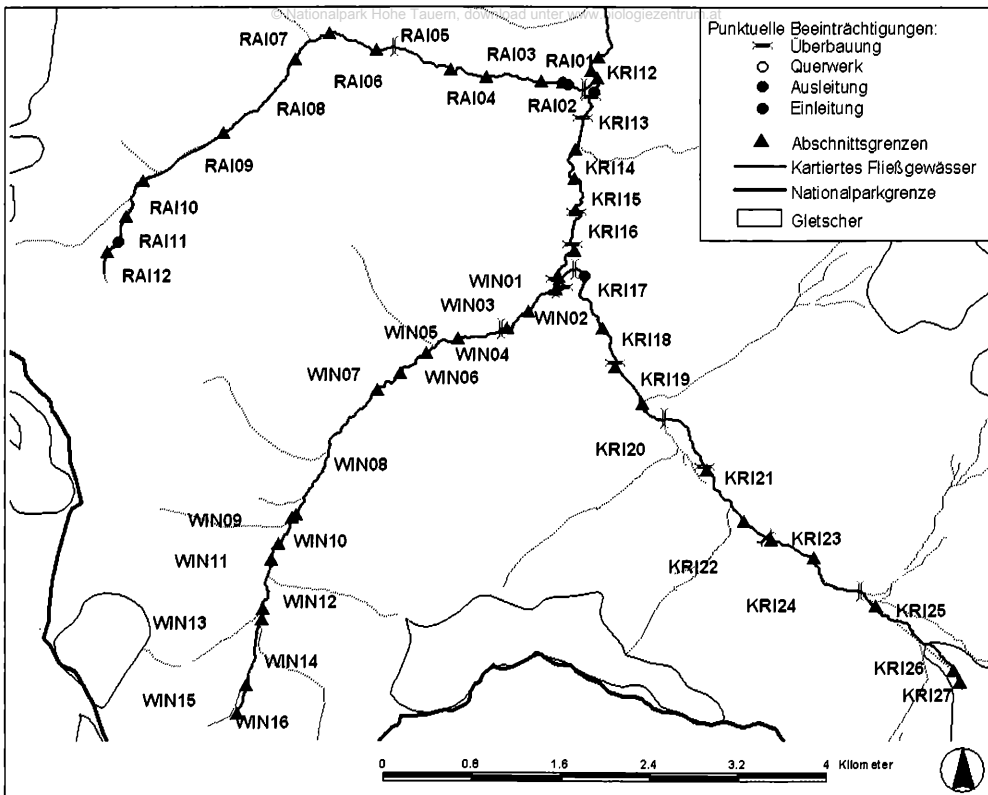 © Nationalpark Hohe Tauern, download unter www.biologiezentrum.at
Punktuelle Beeinträchtigungen:
Überbauung
Querwerk
Ausleitung
Einleitung
Abschnittsgrenzen
Kartiertes Fließgewässer
Nationalparkgrenze
Gletscher
RAI07
RAI05
RAI03
RAI01
RAI06
KRI12
RAI04
RAI02
RAI08
KRI13
RAI09
KRI14
RAI10
KRI15
RAI11
KRI16
RAI12
WIN01
KRI17
WIN03
WIN02
WIN05
KRI18
WIN04
WIN07
WIN06
KRI19
KRI20
WIN08
KRI21
WIN09
WIN10
KRI23
WIN11
KRI22
WIN12
KRI24
KRI25
WIN13
WIN14
KRI26
WIN15
KRI27
WIN16
0 0.8 1.6 2.4 3.2 4 Kilometer